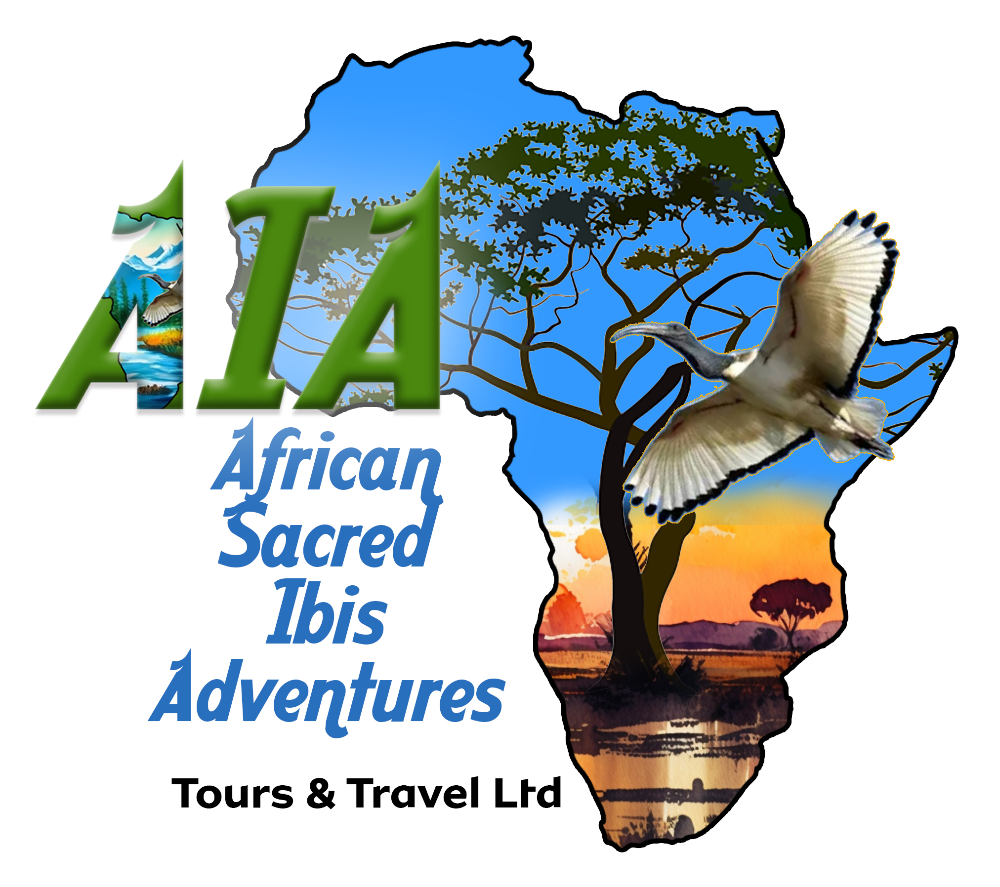 AIA
African
Sacred
Ibis
Adventures
Tours & Travel Ltd